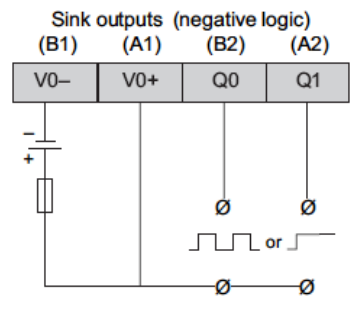 Sink outputs (negative logic)
(B1) (A1) (B2) (A2)
V0– V0+ Q0 Q1
–
+
or